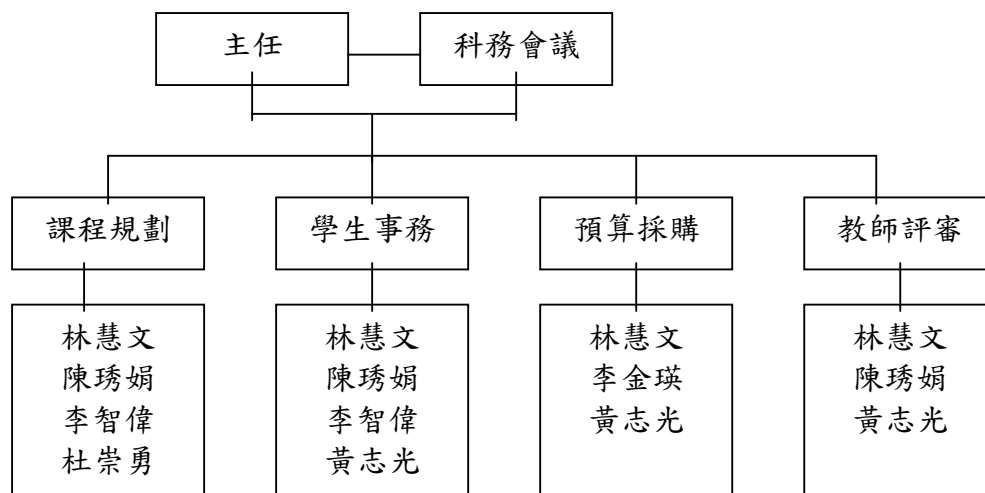 主任
科務會議
課程規劃
學生事務
預算採購
教師評審
林慧文
陳琇娟
李智偉
杜崇勇
林慧文
陳琇娟
李智偉
黃志光
林慧文
李金瑛
黃志光
林慧文
陳琇娟
黃志光